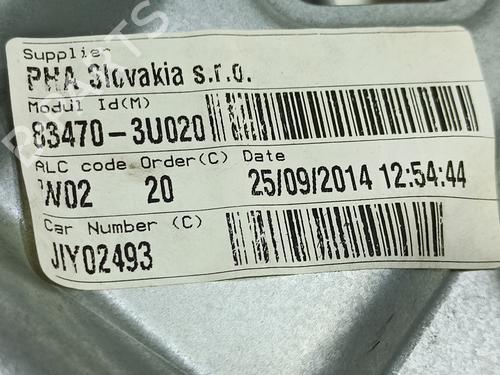 Supplier
PHA Slovakia s.r.o.
Modul Id(M)
83470-3U020
ALC code Order(C) Date
W02 20 25/09/2014 12:54:44
Car Number (C)
JIY02493